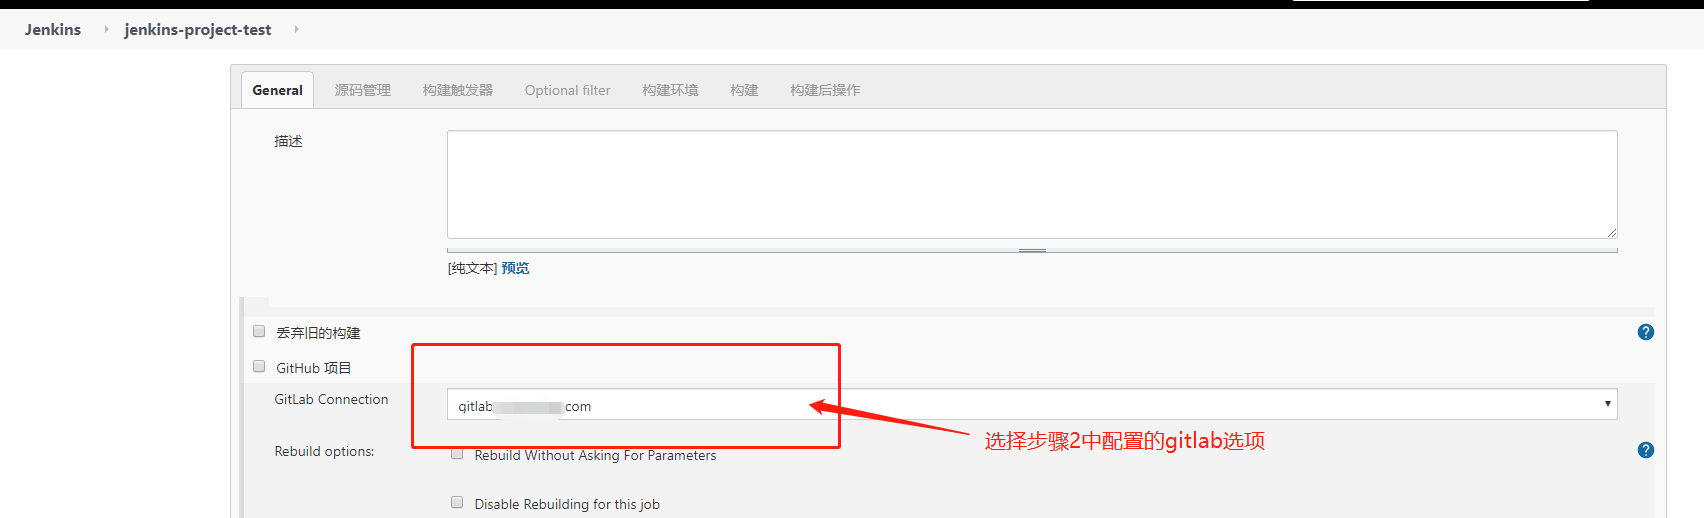 Jenkins jenkins-project-test
General 源码管理 构建触发器 Optional filter 构建环境 构建 构建后操作
描述
[纯文本] 预览
丢弃旧的构建
GitHub 项目
GitLab Connection
gitlab com
选择步骤2中配置的gitlab选项
Rebuild options:
Rebuild Without Asking For Parameters
Disable Rebuilding for this job